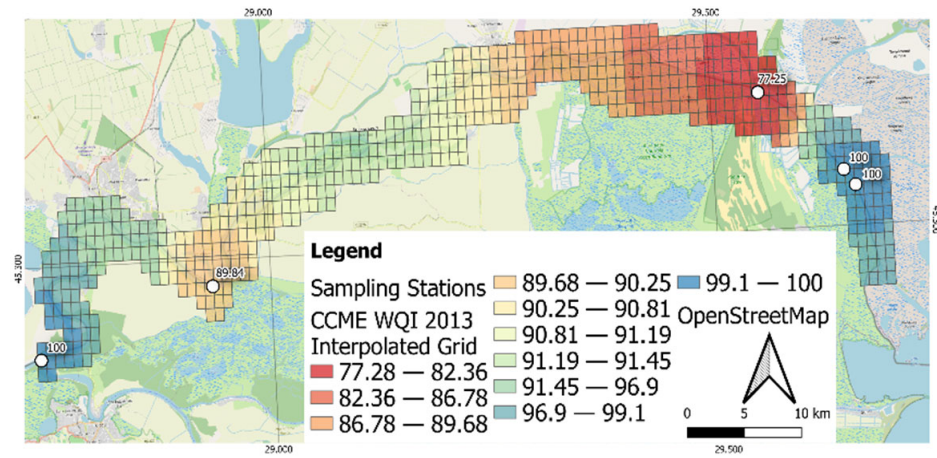 29.000
29.500
77.25
100
100
89.84
100
45.300
Legend
Sampling Stations
CCME WQI 2013
Interpolated Grid
77.28 — 82.36
82.36 — 86.78
86.78 — 89.68
89.68 — 90.25
90.25 — 90.81
90.81 — 91.19
91.19 — 91.45
91.45 — 96.9
96.9 — 99.1
99.1 — 100
OpenStreetMap
0 5 10 km
29.000
29.500